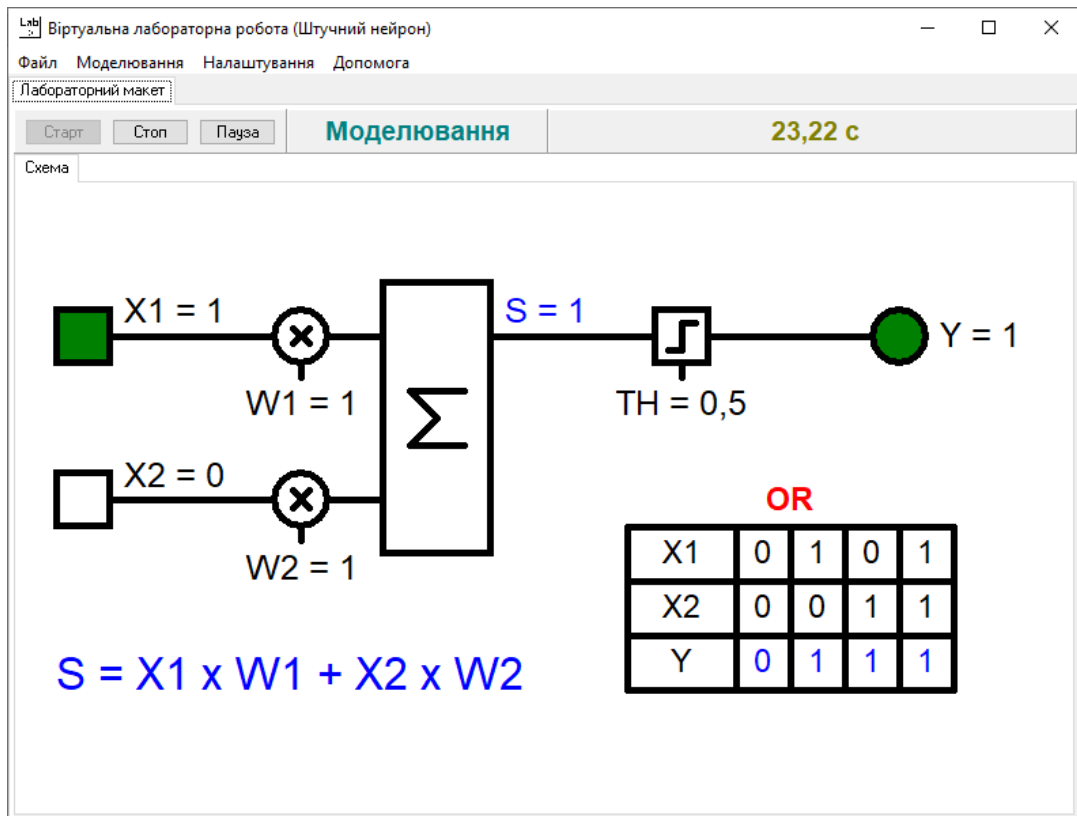 Lab
Віртуальна лабораторна робота (Штучний нейрон)
Файл Моделювання Налаштування Допомога
Лабораторний макет
Старт Стоп Пауза Моделювання 23,22 с
Схема
X1 = 1
S = 1
Y = 1
W1 = 1
TH = 0,5
Σ
X2 = 0
W2 = 1
OR
X1 0 1 0 1
X2 0 0 1 1
Y 0 1 1 1
S = X1 x W1 + X2 x W2